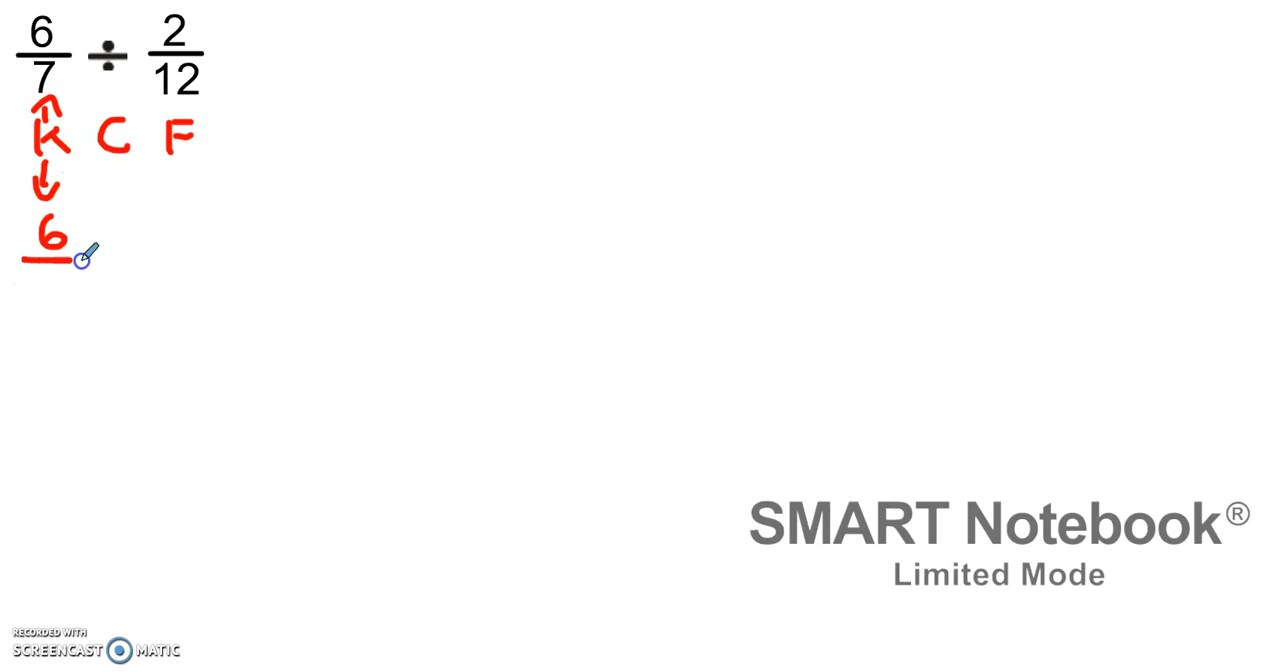 6 ÷ 2
7 12
K C F
6
SMART Notebook®
Limited Mode
RECORDED WITH
SCREENCAST MATIC